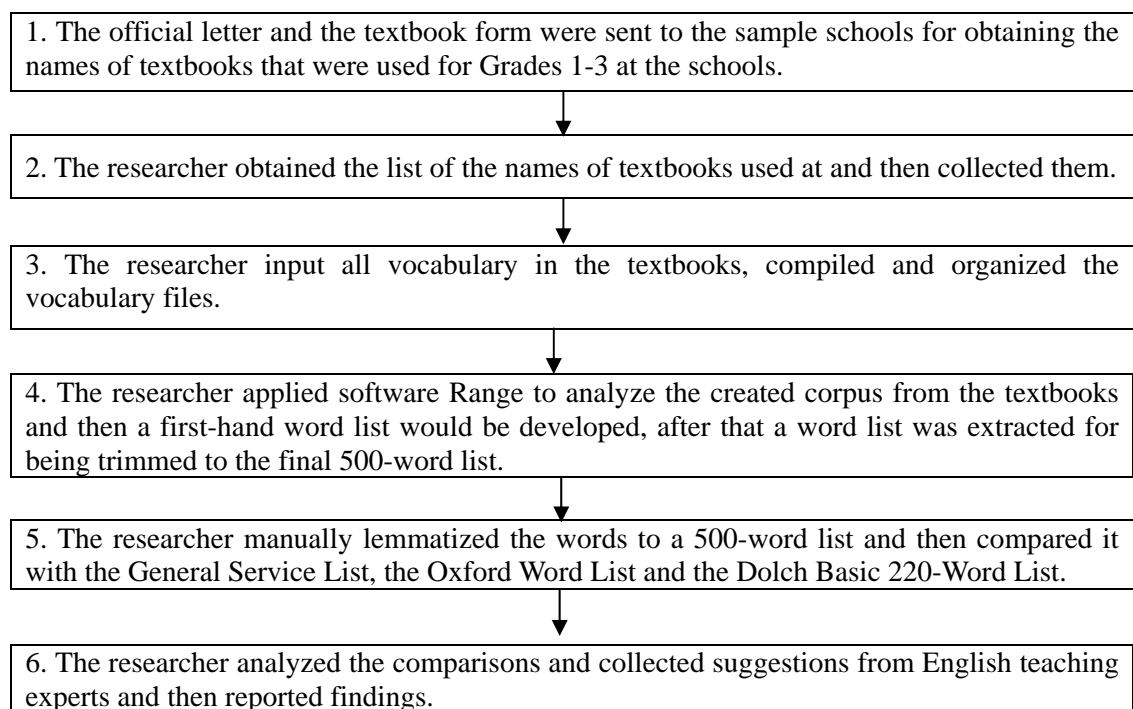 1. The official letter and the textbook form were sent to the sample schools for obtaining the
names of textbooks that were used for Grades 1-3 at the schools.
2. The researcher obtained the list of the names of textbooks used at and then collected them.
3. The researcher input all vocabulary in the textbooks, compiled and organized the
vocabulary files.
4. The researcher applied software Range to analyze the created corpus from the textbooks
and then a first-hand word list would be developed, after that a word list was extracted for
being trimmed to the final 500-word list.
5. The researcher manually lemmatized the words to a 500-word list and then compared it
with the General Service List, the Oxford Word List and the Dolch Basic 220-Word List.
6. The researcher analyzed the comparisons and collected suggestions from English teaching
experts and then reported findings.